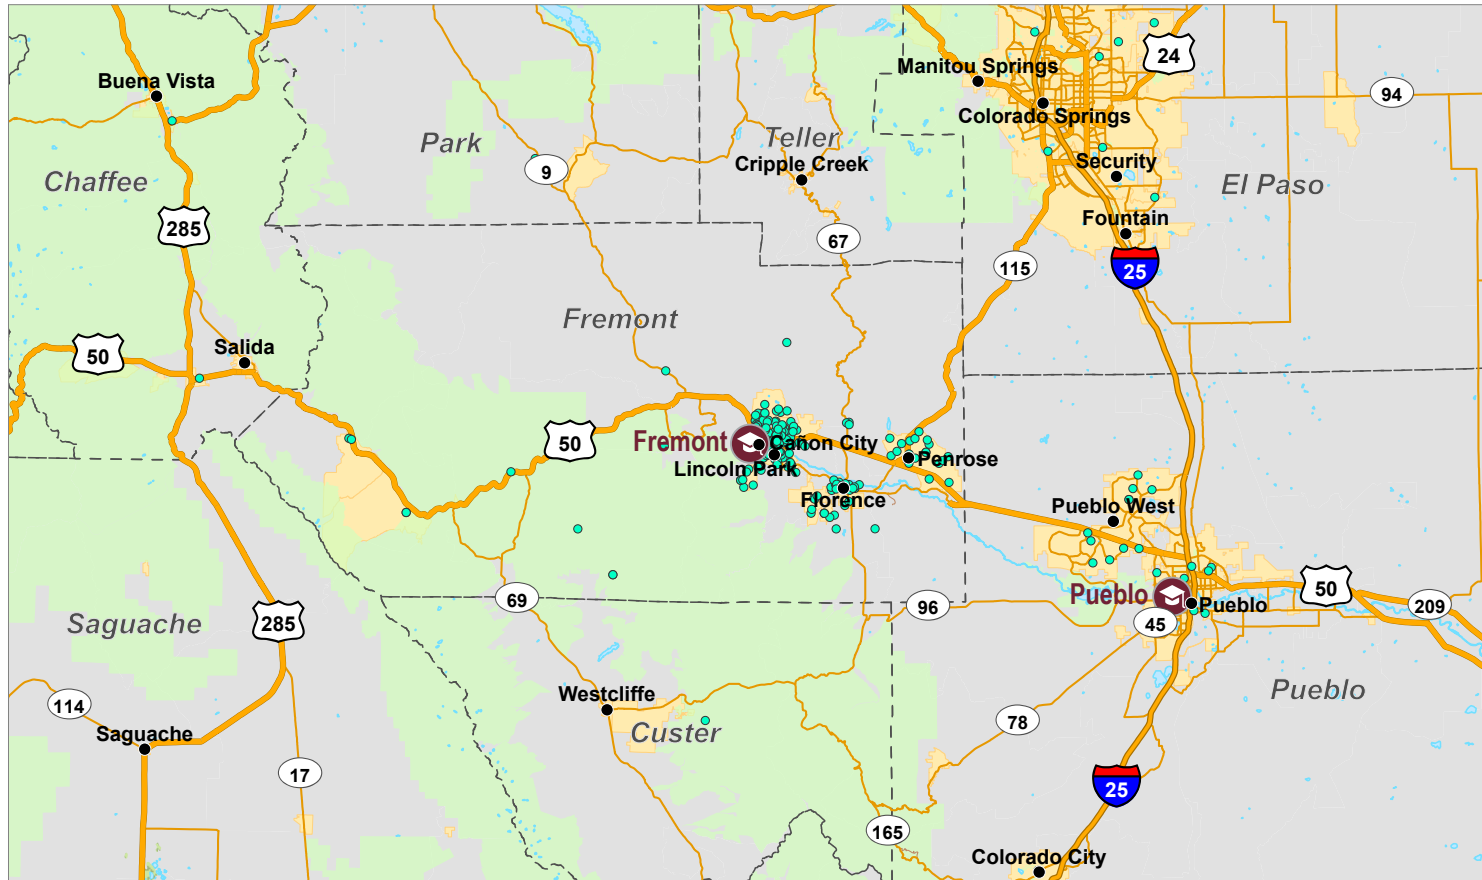 24
Manitou Springs
Buena Vista
94
Colorado Springs
Park
Teller
Security
Cripple Creek
9
Chaffee
El Paso
Fountain
285
67
115
25
Fremont
Salida
50
50
Fremont
Cañon City
Penrose
Lincoln Park
Florence
Pueblo West
50
Pueblo
69
96
Pueblo
209
Saguache
285
45
Pueblo
Westcliffe
114
78
Custer
Saguache
17
25
165
Colorado City